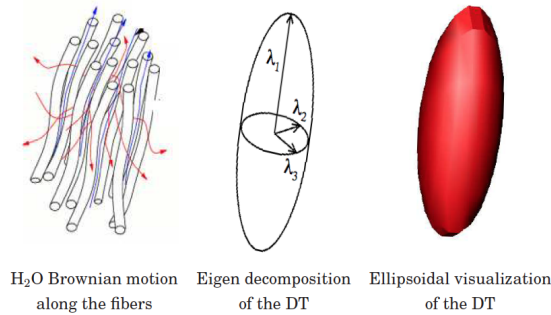 λ₁
λ₂
λ₃
H₂O Brownian motion
along the fibers
Eigen decomposition
of the DT
Ellipsoidal visualization
of the DT